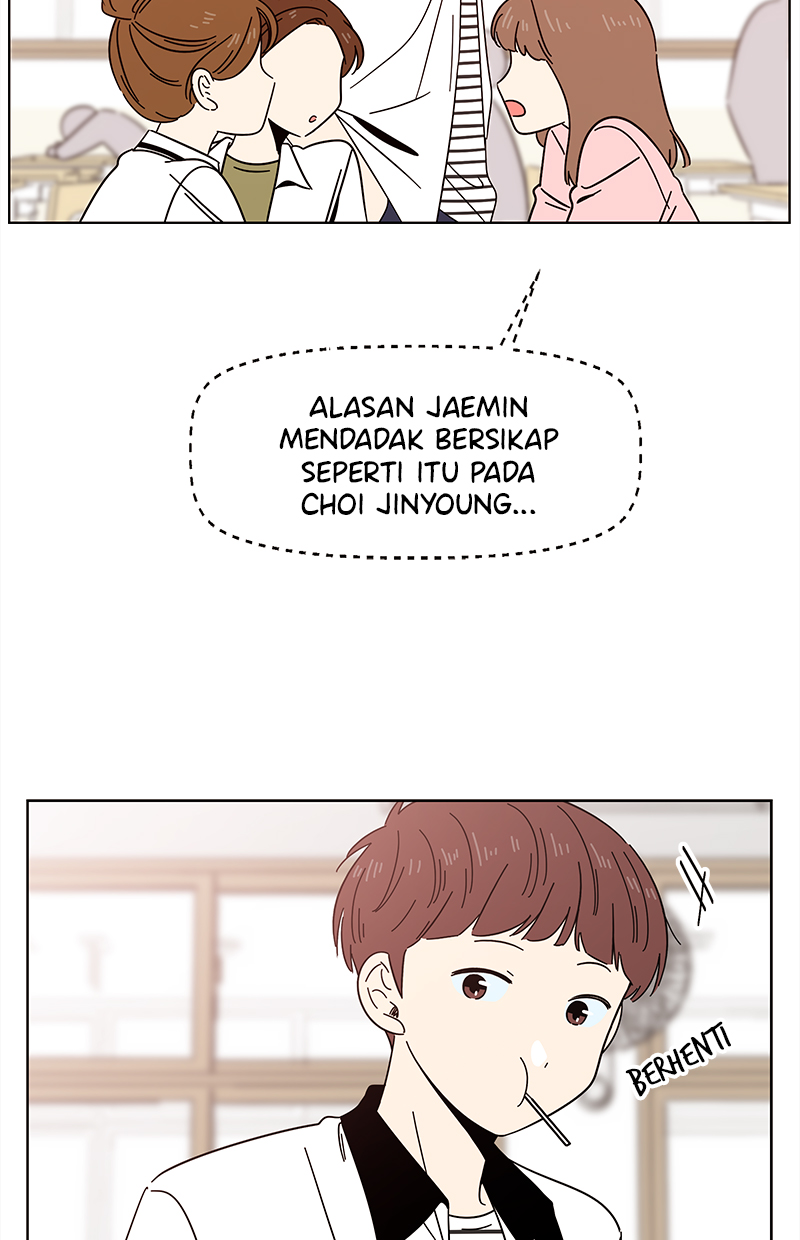 ALASAN JAEMIN
MENDADAK BERSIKAP
SEPERTI ITU PADA
CHOI JINYOUNG...
BERHENTI